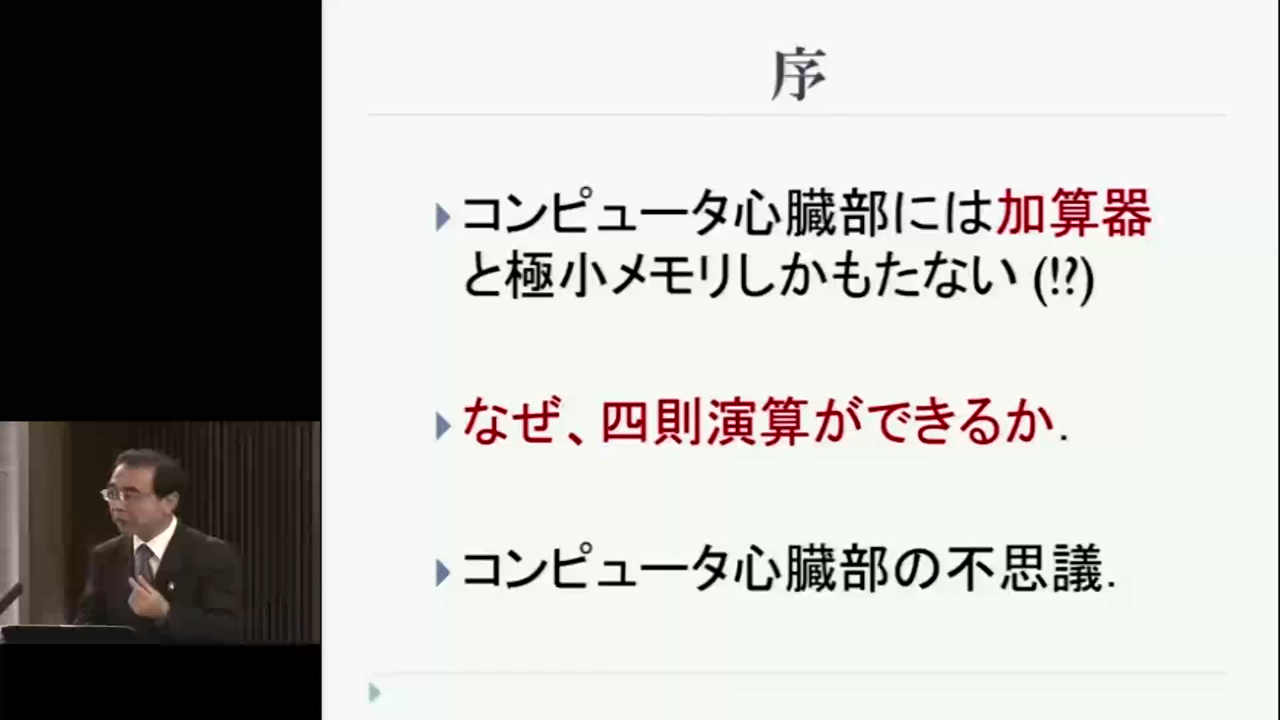 序
コンピュータ心臓部には加算器
と極小メモリしかもたない (!?)
なぜ、四則演算ができるか.
コンピュータ心臓部の不思議.